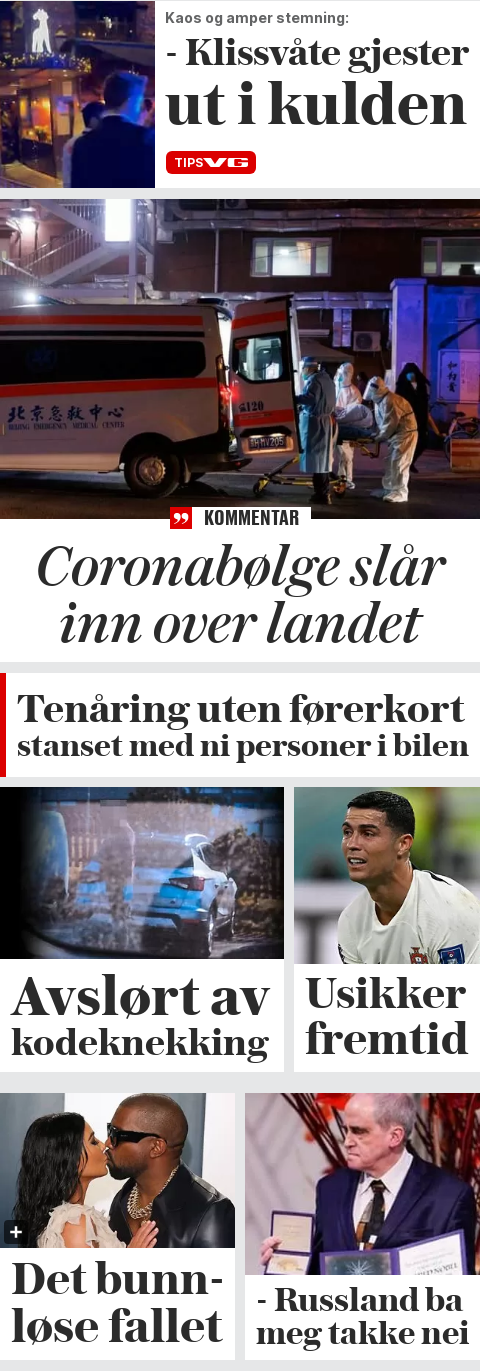 Kaos og amper stemning:
- Klissvåte gjester
ut i kulden
TIPS VG
北京急救中心
BEIJING EMERGENCY MEDICAL CENTER
120
KOMMENTAR
Coronabølge slår
inn over landet
Tenåring uten førerkort
stanset med ni personer i bilen
Avslørt av
kodeknekking
Usikker
fremtid
+
Det bunn-
løse fallet
- Russland ba
meg takke nei